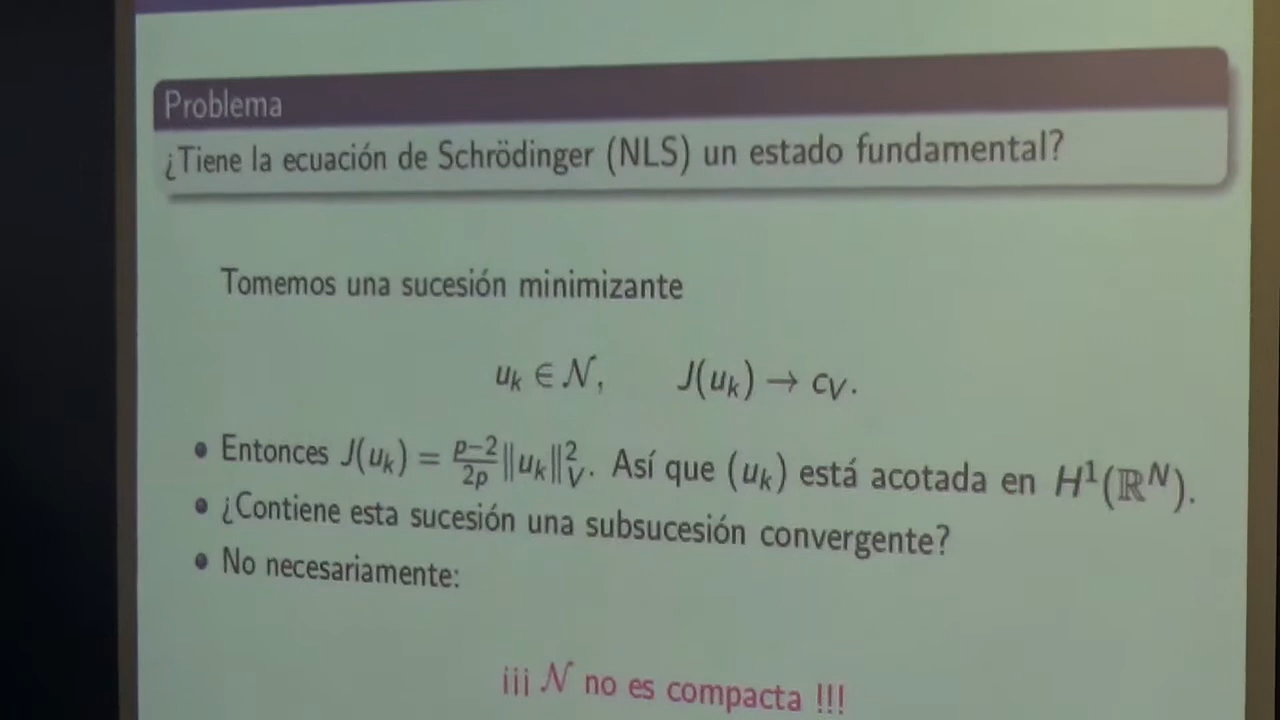 Problema
¿Tiene la ecuación de Schrödinger (NLS) un estado fundamental?
Tomemos una sucesión minimizante
u_k ∈ 𝒩,  J(u_k) → c_V.
• Entonces J(u_k) = \frac{p-2}{2p}‖u_k‖²_V. Así que (u_k) está acotada en H¹(ℝᴺ).
• ¿Contiene esta sucesión una subsucesión convergente?
• No necesariamente:
¡¡¡ 𝒩 no es compacta !!!